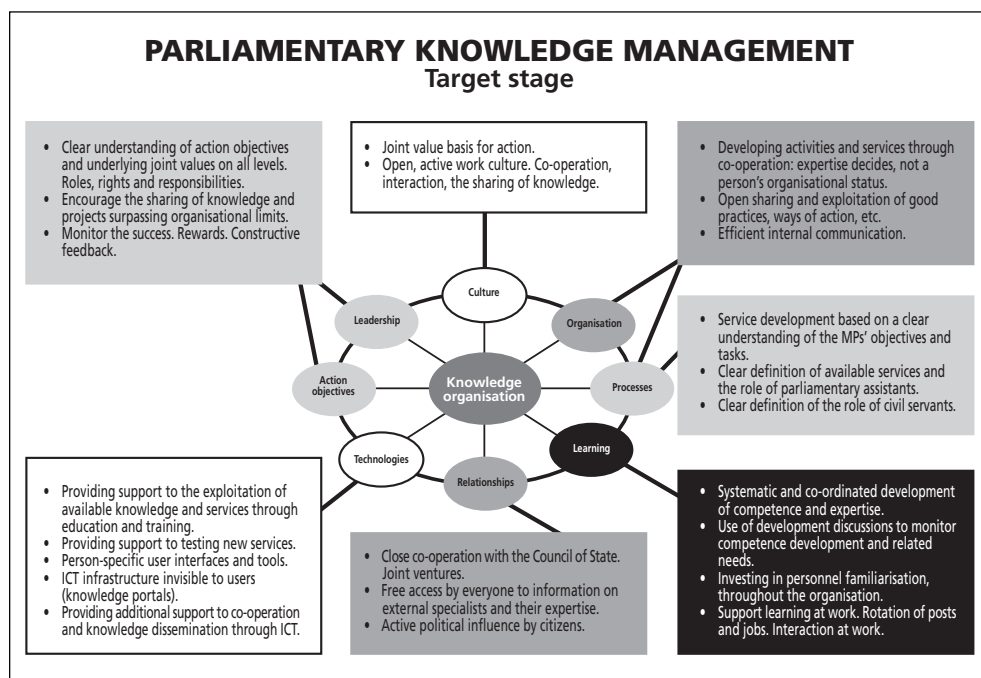 PARLIAMENTARY KNOWLEDGE MANAGEMENT
Target stage
• Clear understanding of action objectives
and underlying joint values on all levels.
Roles, rights and responsibilities.
• Encourage the sharing of knowledge and
projects surpassing organisational limits.
• Monitor the success. Rewards. Constructive
feedback.
• Joint value basis for action.
• Open, active work culture. Co-operation,
interaction, the sharing of knowledge.
• Developing activities and services through
co-operation: expertise decides, not a
person's organisational status.
• Open sharing and exploitation of good
practices, ways of action, etc.
• Efficient internal communication.
Culture
Leadership
Organisation
Action
objectives
Knowledge
organisation
Processes
Technologies
Learning
Relationships
• Service development based on a clear
understanding of the MPs' objectives and
tasks.
• Clear definition of available services and
the role of parliamentary assistants.
• Clear definition of the role of civil servants.
• Providing support to the exploitation of
available knowledge and services through
education and training.
• Providing support to testing new services.
• Person-specific user interfaces and tools.
• ICT infrastructure invisible to users
(knowledge portals).
• Providing additional support to co-operation
and knowledge dissemination through ICT.
• Close co-operation with the Council of State.
Joint ventures.
• Free access by everyone to information on
external specialists and their expertise.
• Active political influence by citizens.
• Systematic and co-ordinated development
of competence and expertise.
• Use of development discussions to monitor
competence development and related
needs.
• Investing in personnel familiarisation,
throughout the organisation.
• Support learning at work. Rotation of posts
and jobs. Interaction at work.